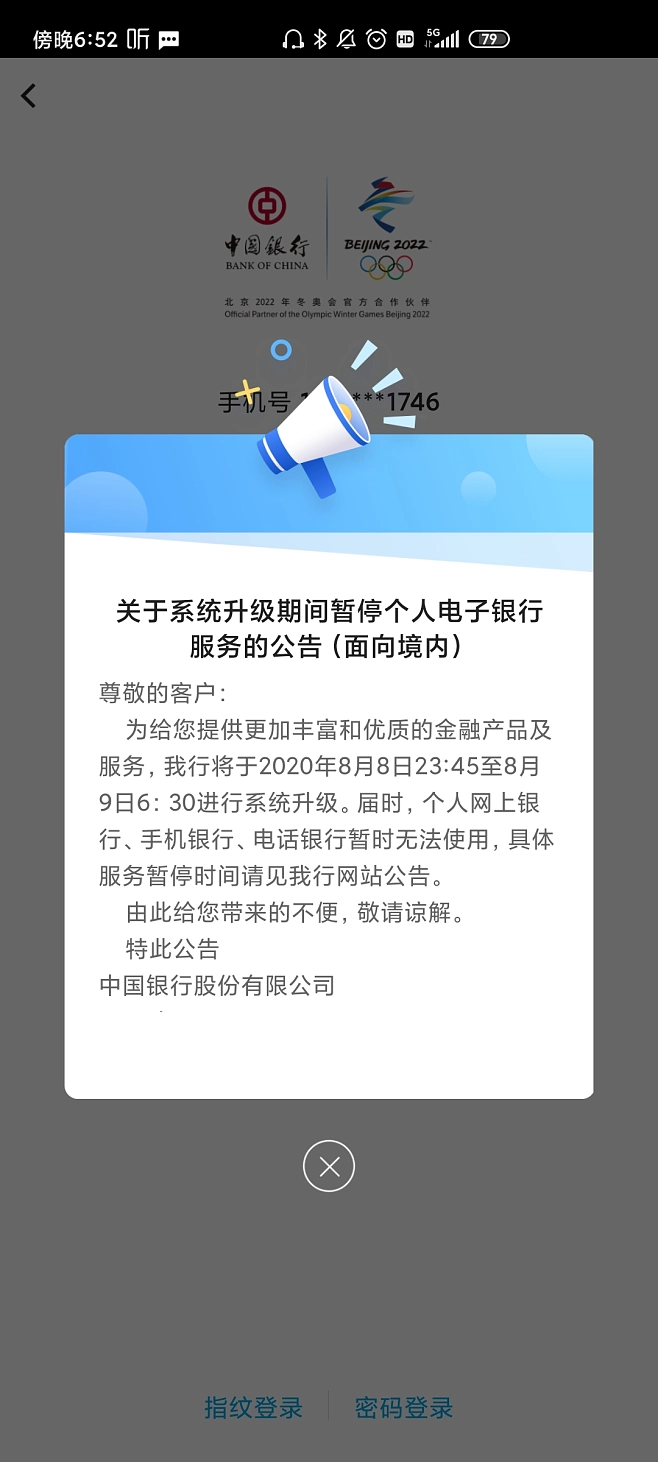 傍晚6:52 听
HD 5G 79
中国银行
BANK OF CHINA
BEIJING 2022
北京2022年冬奥会官方合作伙伴
Official Partner of the Olympic Winter Games Beijing 2022
手机号 1 ***1746
关于系统升级期间暂停个人电子银行
服务的公告(面向境内)
尊敬的客户:
为给您提供更加丰富和优质的金融产品及
服务, 我行将于2020年8月8日23:45至8月
9日6: 30进行系统升级。届时, 个人网上银
行、手机银行、电话银行暂时无法使用, 具体
服务暂停时间请见我行网站公告。
由此给您带来的不便, 敬请谅解。
特此公告
中国银行股份有限公司
指纹登录 密码登录